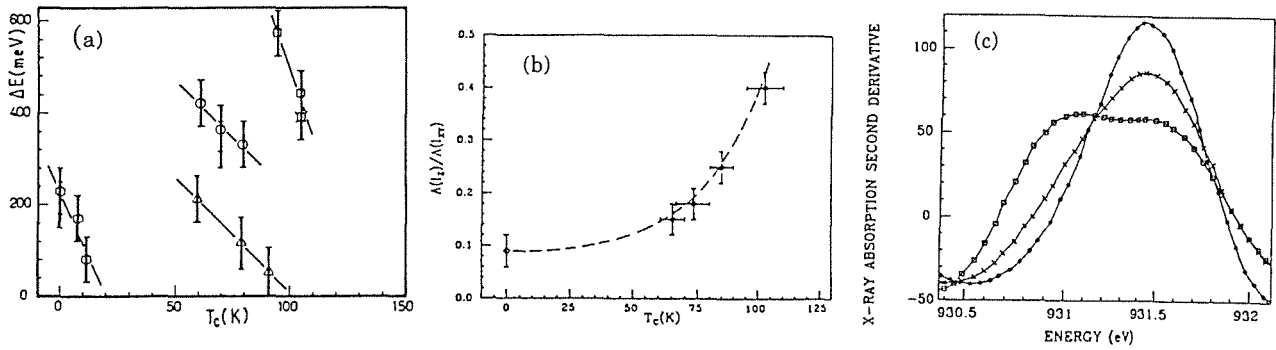 (a)
ΔE(meV)
600
400
200
0
0 50 100 150
T_c(K)
(b)
Λ(I_z)/Λ(I_xy)
0.5
0.4
0.3
0.2
0.1
0.0
0 25 50 75 100 125
T_c(K)
(c)
X-RAY ABSORPTION SECOND DERIVATIVE
100
50
0
-50
930.5 931 931.5 932
ENERGY (eV)